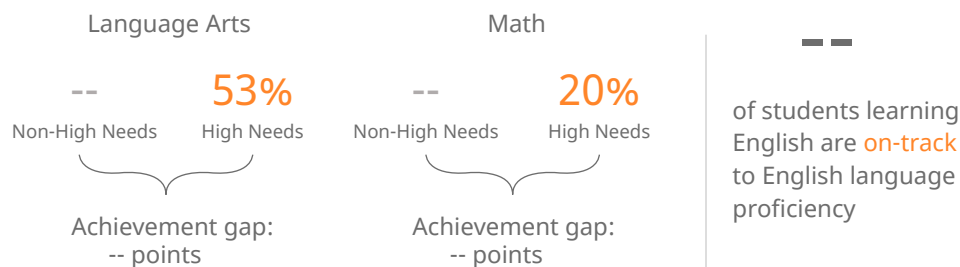 Language Arts
-- 53%
Non-High Needs High Needs
Achievement gap:
-- points
Math
-- 20%
Non-High Needs High Needs
Achievement gap:
-- points
--
of students learning
English are on-track
to English language
proficiency